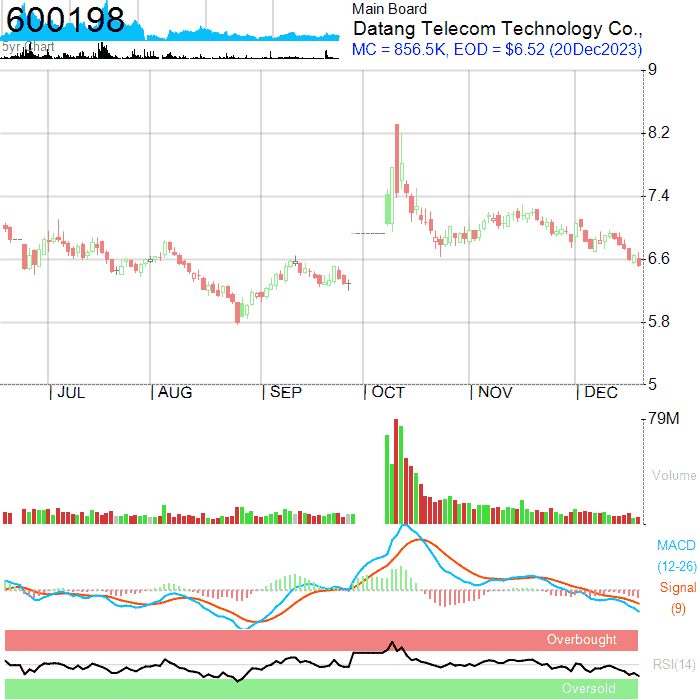 600198
5yr Chart
Main Board
Datang Telecom Technology Co.,
MC = 856.5K, EOD = $6.52 (20Dec2023)
9
8.2
7.4
6.6
5.8
5
| JUL | AUG | SEP | OCT | NOV | DEC
79M
Volume
MACD
(12-26)
Signal
(9)
Overbought
RSI(14)
Oversold